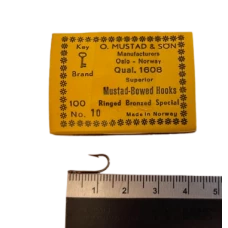 Key
Brand
O. MUSTAD & SON
Manufacturers
Oslo - Norway
Qual. 1608
Superior
Mustad-Bowed Hooks
100 Ringed Bronzed Special
No. 10
Made in Norway
1 2 3 4 5